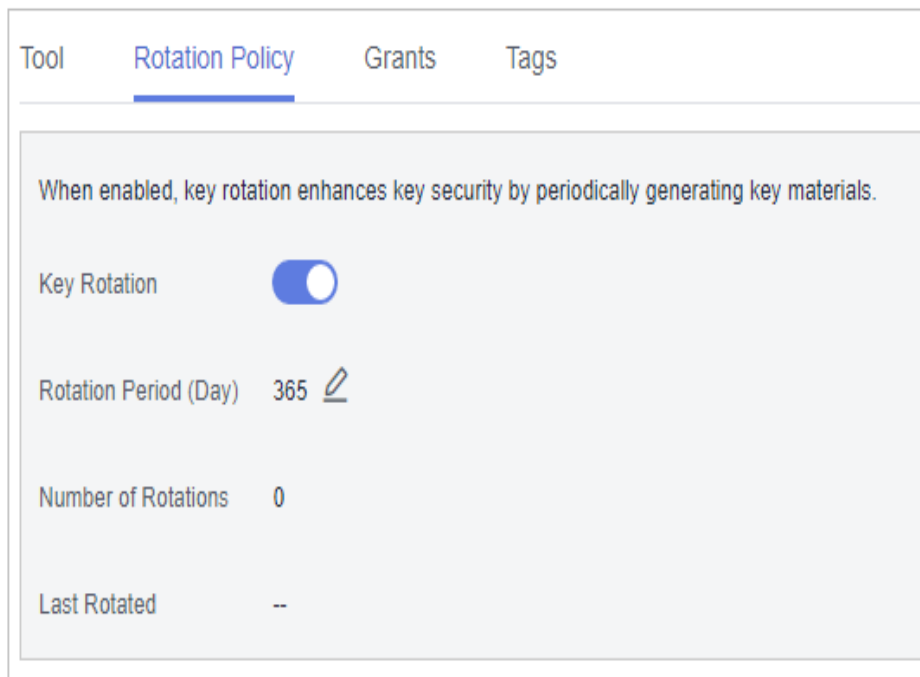 Tool Rotation Policy Grants Tags
When enabled, key rotation enhances key security by periodically generating key materials.
Key Rotation
Rotation Period (Day) 365
Number of Rotations 0
Last Rotated --